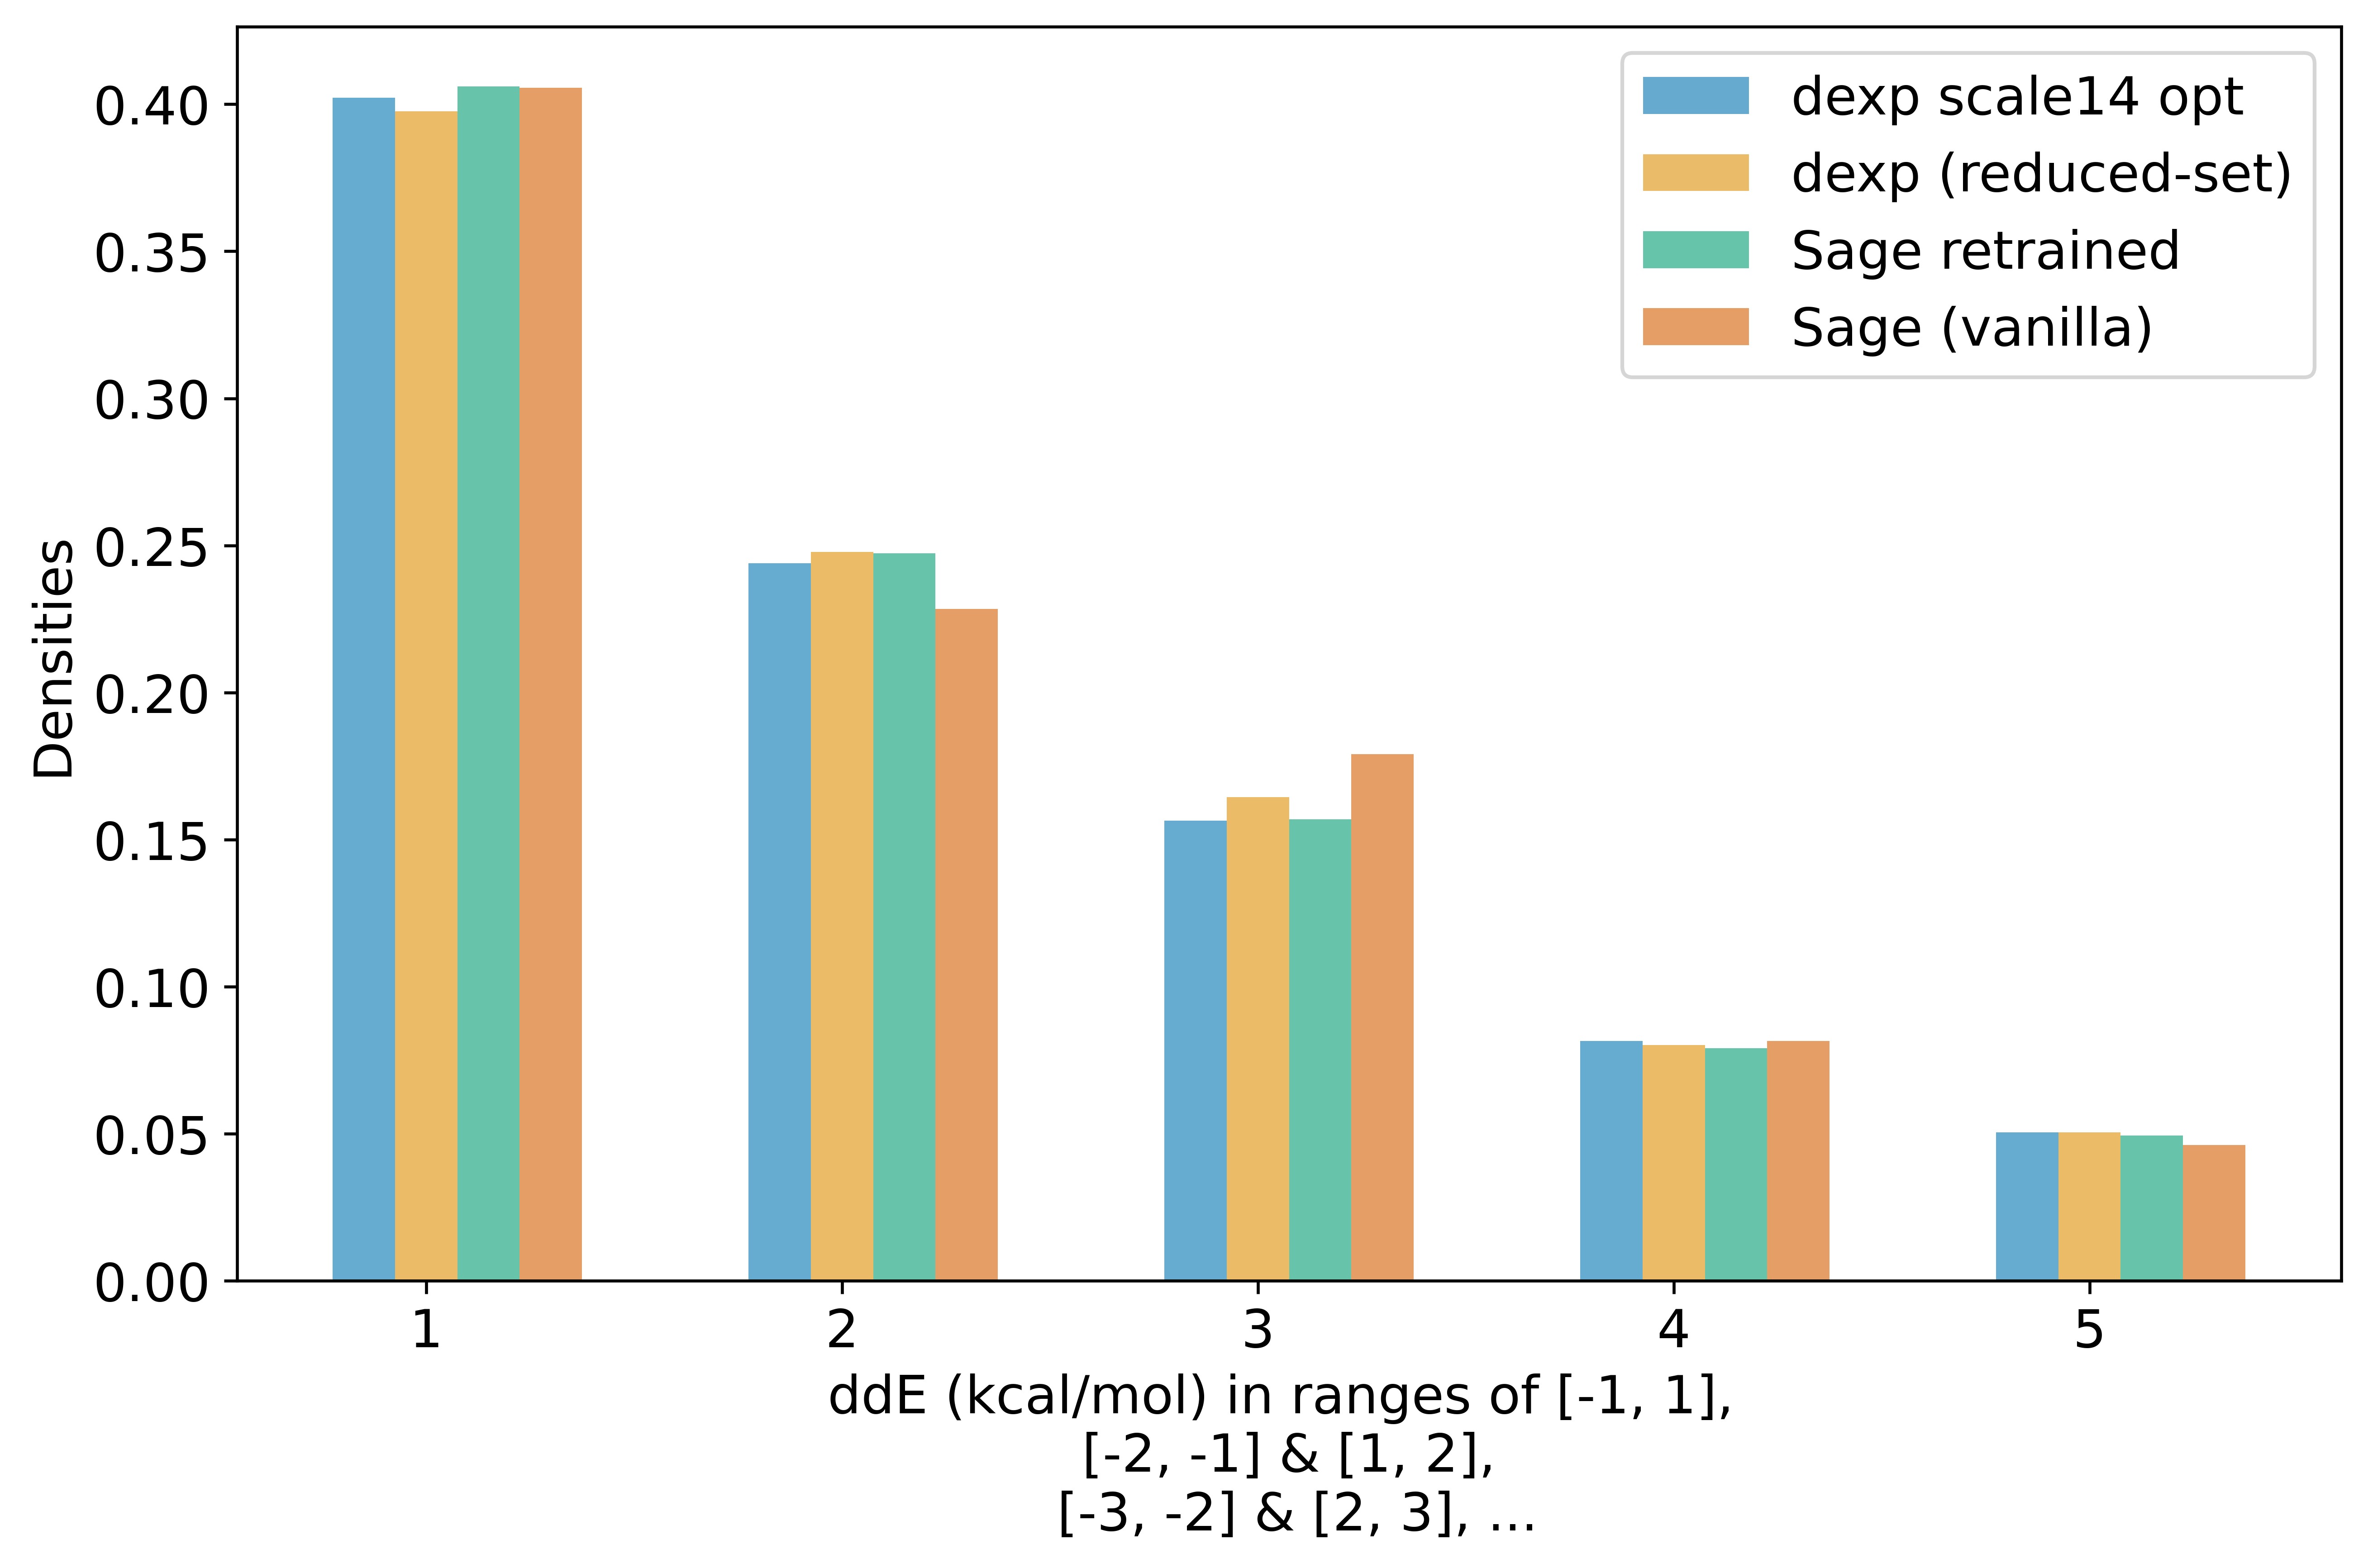 dexp scale14 opt
dexp (reduced-set)
Sage retrained
Sage (vanilla)
Densities
0.40
0.35
0.30
0.25
0.20
0.15
0.10
0.05
0.00
1 2 3 4 5
ddE (kcal/mol) in ranges of [-1, 1],
[-2, -1] & [1, 2],
[-3, -2] & [2, 3], ...